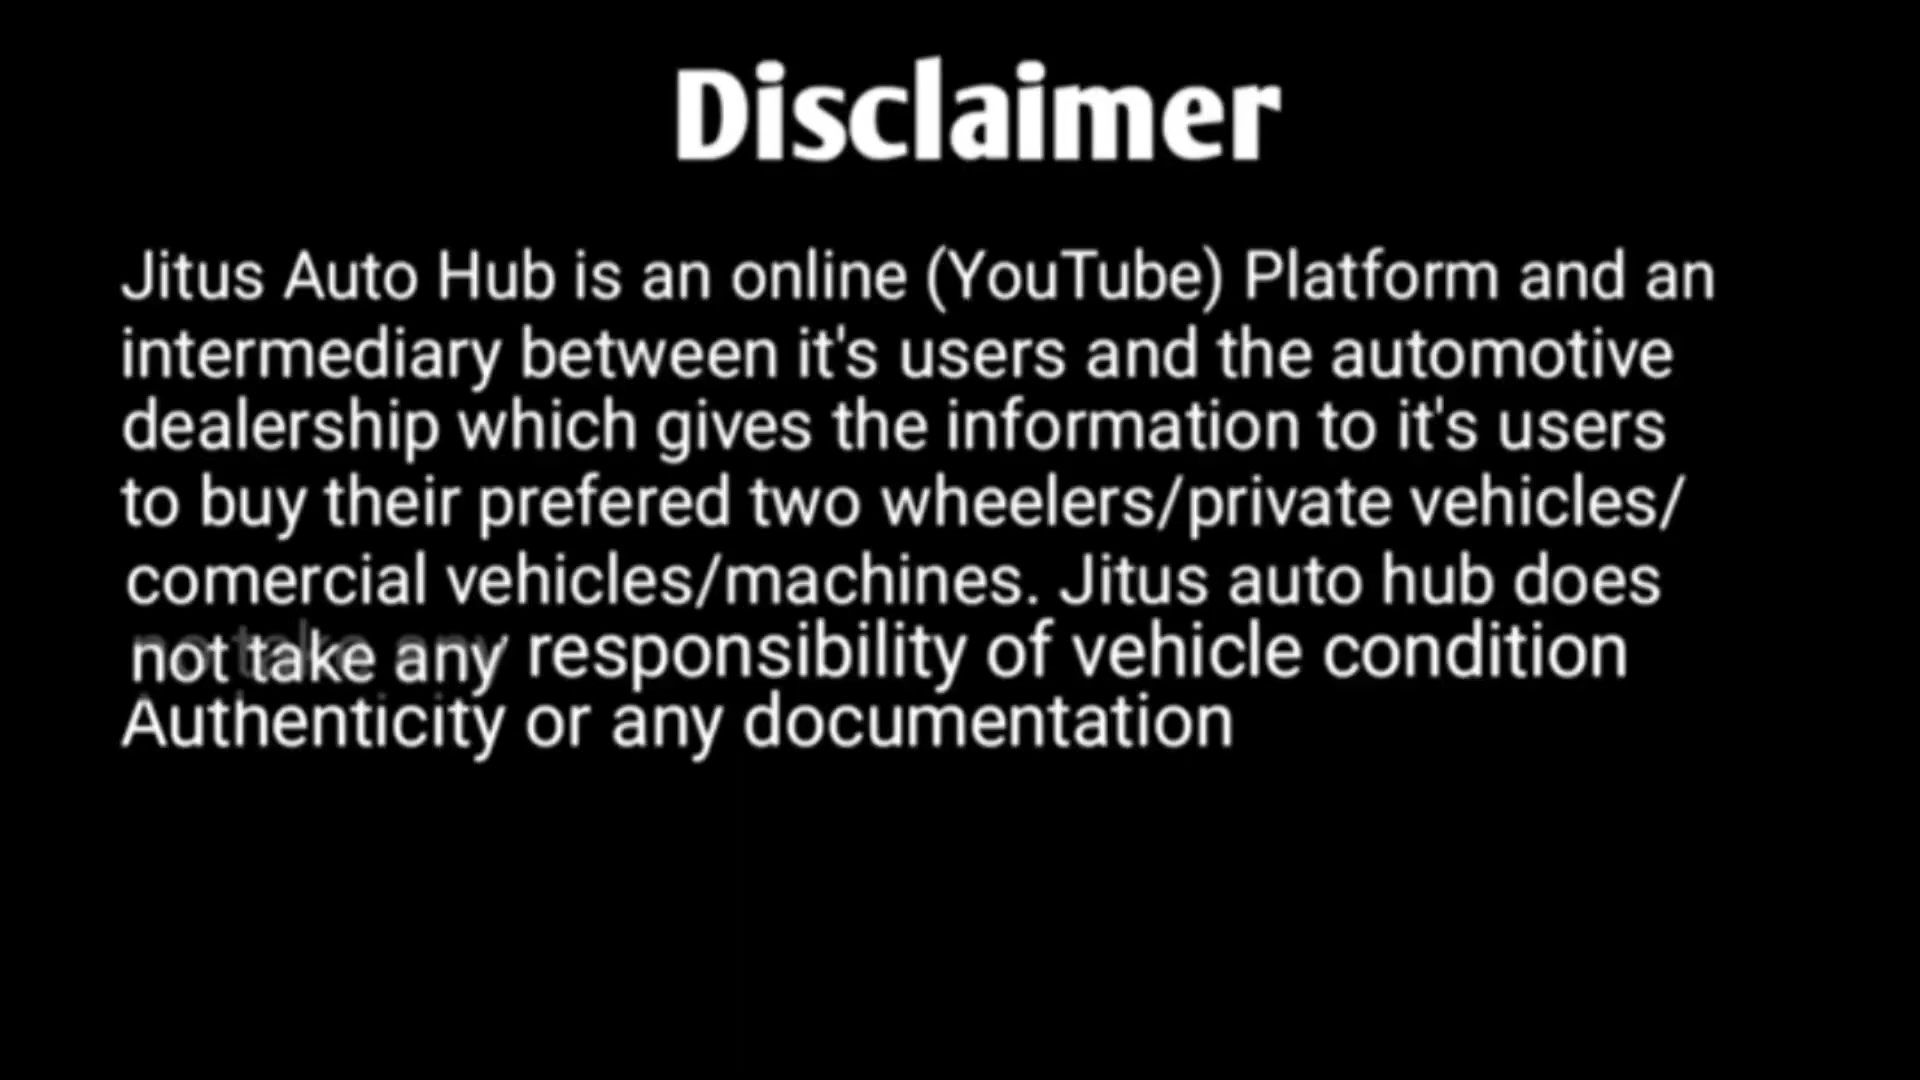 Disclaimer
Jitus Auto Hub is an online (YouTube) Platform and an
intermediary between it's users and the automotive
dealership which gives the information to it's users
to buy their prefered two wheelers/private vehicles/
comercial vehicles/machines. Jitus auto hub does
not take any responsibility of vehicle condition
Authenticity or any documentation